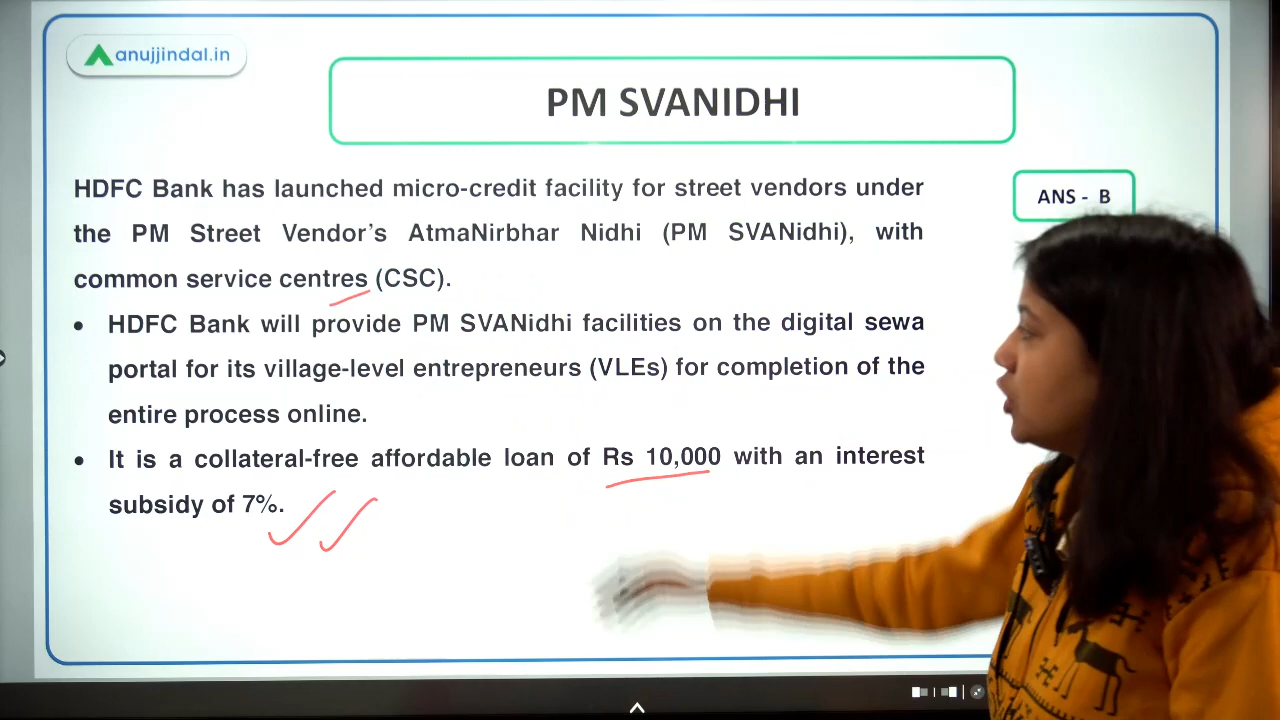 anujjindal.in
PM SVANIDHI
HDFC Bank has launched micro-credit facility for street vendors under
the PM Street Vendor’s AtmaNirbhar Nidhi (PM SVANidhi), with
common service centres (CSC).
ANS - B
• HDFC Bank will provide PM SVANidhi facilities on the digital sewa
portal for its village-level entrepreneurs (VLEs) for completion of the
entire process online.
• It is a collateral-free affordable loan of Rs 10,000 with an interest
subsidy of 7%.